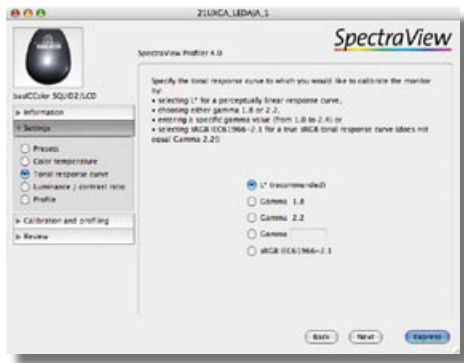 21UXCA_LEDAJA_1
SpectraView
SpectraView Profiler 4.0
Specify the tonal response curve to which you would like to calibrate the monitor
by:
• selecting L* for a perceptually linear response curve,
• choosing either gamma 1.8 or 2.2,
• entering a specific gamma value (from 1.0 to 2.4) or
• selecting sRGB IEC61966-2.1 for a true sRGB tonal response curve (does not
equal Gamma 2.2!)
SQUID2/LCD
Information
Settings
Presets
Color temperature
Tonal response curve
Luminance / contrast ratio
Profile
Calibration and profiling
Review
L* (recommended)
Gamma 1.8
Gamma 2.2
Gamma
sRGB IEC61966-2.1
Back
Next
Express